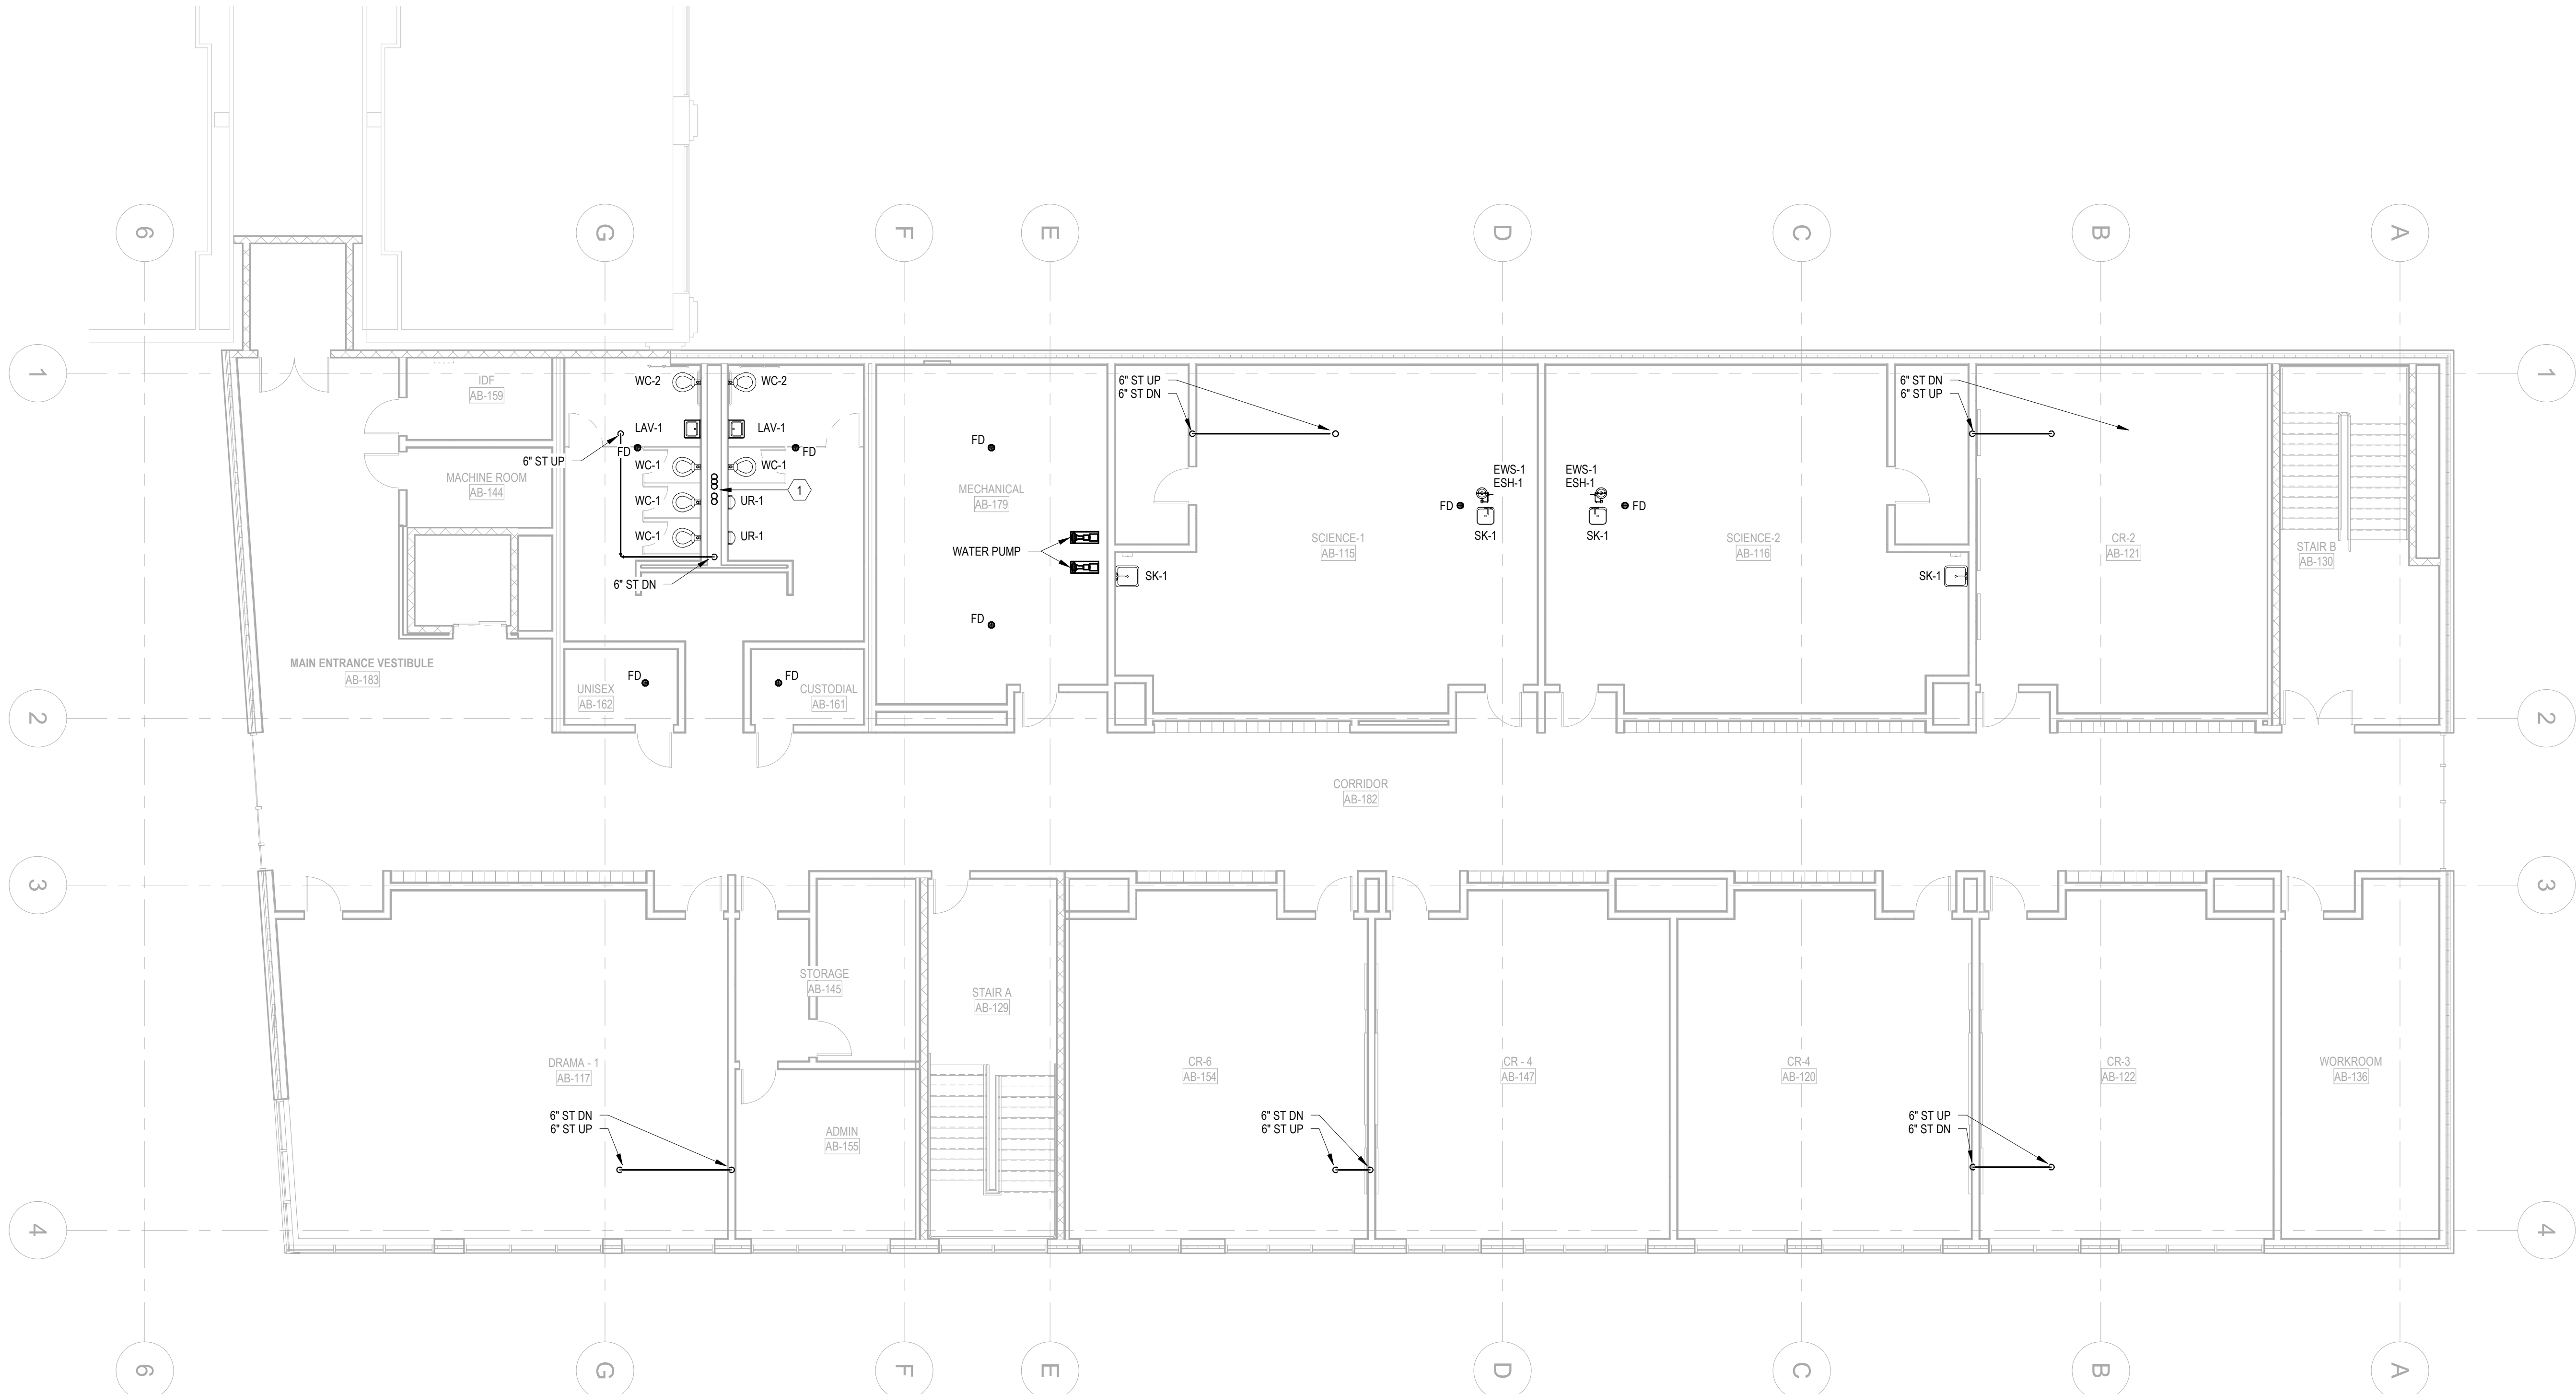 6
G
F
E
D
C
B
A
1
1
IDF
AB-159
WC-2
WC-2
6" ST UP
6" ST DN
6" ST DN
6" ST UP
LAV-1
LAV-1
FD
FD
FD
6" ST UP
WC-1
WC-1
MACHINE ROOM
AB-144
EWS-1
ESH-1
EWS-1
ESH-1
MECHANICAL
AB-179
1
WC-1
UR-1
FD
FD
WC-1
UR-1
SK-1
SK-1
SCIENCE-1
AB-115
SCIENCE-2
AB-116
CR-2
AB-121
STAIR B
AB-130
WATER PUMP
6" ST DN
SK-1
SK-1
FD
MAIN ENTRANCE VESTIBULE
AB-183
FD
FD
UNISEX
AB-162
CUSTODIAL
AB-161
2
2
CORRIDOR
AB-182
3
3
STORAGE
AB-145
STAIR A
AB-129
DRAMA - 1
AB-117
CR-6
AB-154
CR - 4
AB-147
CR-4
AB-120
CR-3
AB-122
WORKROOM
AB-136
6" ST DN
6" ST UP
ADMIN
AB-155
6" ST DN
6" ST UP
6" ST UP
6" ST DN
4
4
6
G
F
E
D
C
B
A